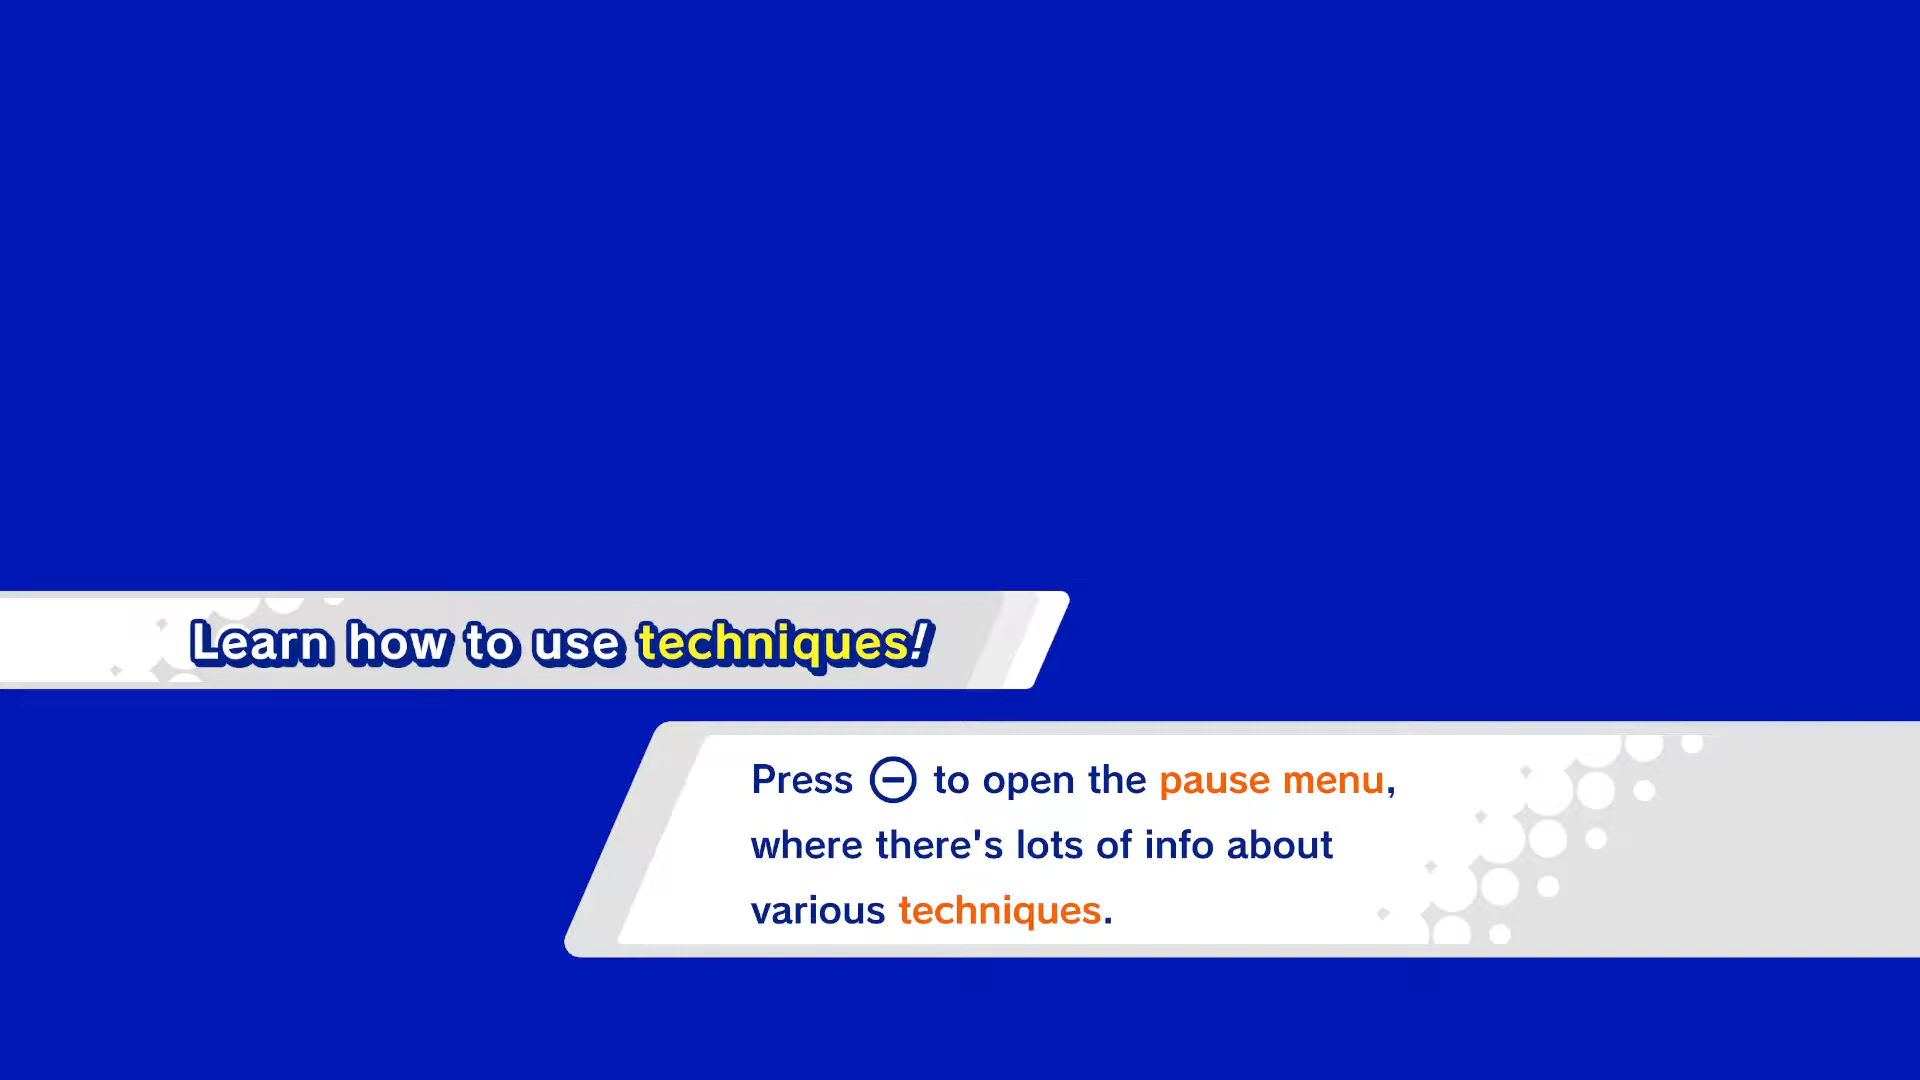 Learn how to use techniques!
Press ⊖ to open the pause menu,
where there's lots of info about
various techniques.